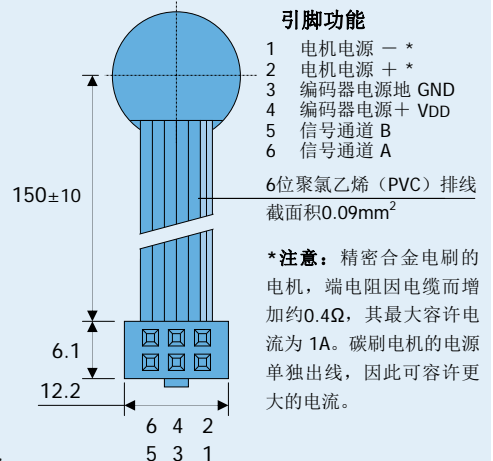 引脚功能
1 电机电源 － *
2 电机电源 ＋ *
3 编码器电源地 GND
4 编码器电源＋ VDD
5 信号通道 B
6 信号通道 A
6位聚氯乙烯（PVC）排线
截面积0.09mm²
*注意：精密合金电刷的
电机，端电阻因电缆而增
加约0.4Ω，其最大容许电
流为 1A。碳刷电机的电源
单独出线，因此可容许更
大的电流。
150±10
6.1
12.2
6 4 2
5 3 1